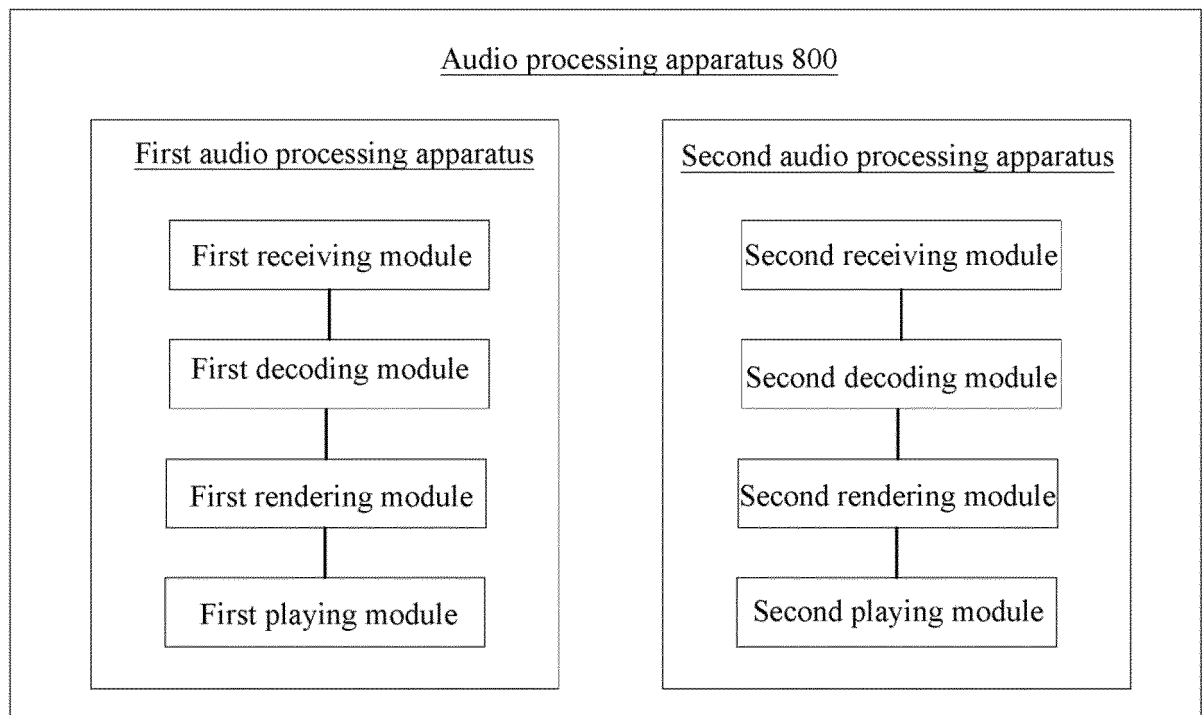 Audio processing apparatus 800
First audio processing apparatus
First receiving module
First decoding module
First rendering module
First playing module
Second audio processing apparatus
Second receiving module
Second decoding module
Second rendering module
Second playing module